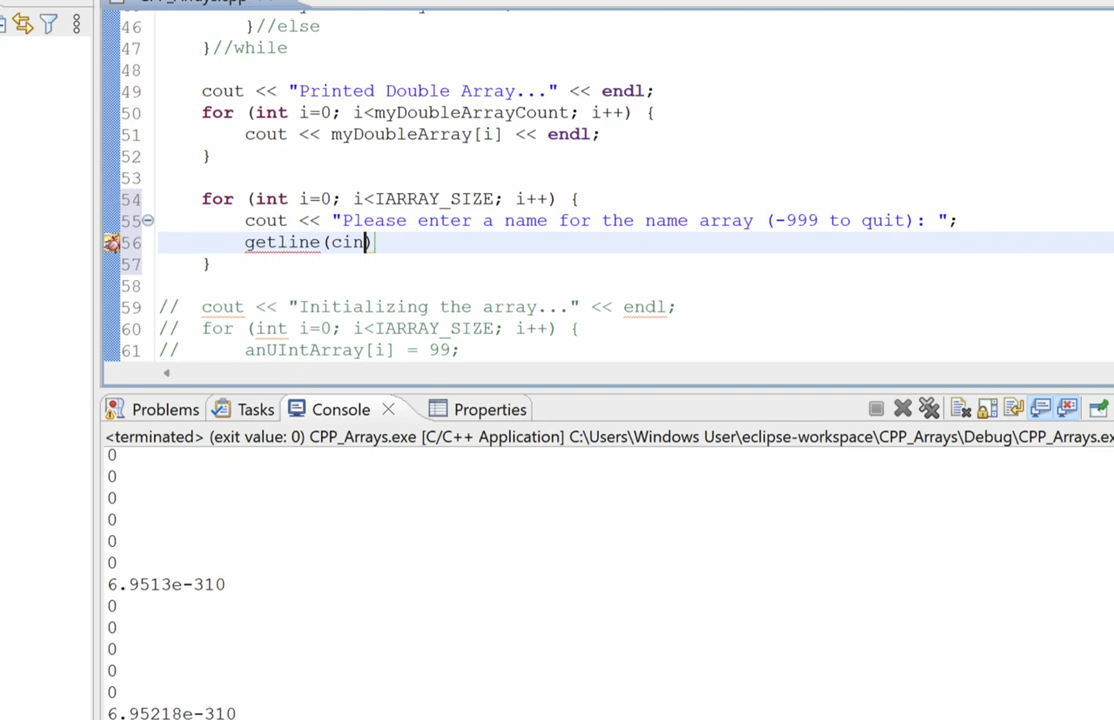 CPP_Arrays.cpp
46 }//else
47 }//while
48
49 cout << "Printed Double Array..." << endl;
50 for (int i=0; i<myDoubleArrayCount; i++) {
51 cout << myDoubleArray[i] << endl;
52 }
53
54 for (int i=0; i<IARRAY_SIZE; i++) {
55 cout << "Please enter a name for the name array (-999 to quit): ";
56 getline(cin)
57 }
58
59 // cout << "Initializing the array..." << endl;
60 // for (int i=0; i<IARRAY_SIZE; i++) {
61 // anUIntArray[i] = 99;
Problems Tasks Console Properties
<terminated> (exit value: 0) CPP_Arrays.exe [C/C++ Application] C:\Users\Windows User\eclipse-workspace\CPP_Arrays\Debug\CPP_Arrays.ex
0
0
0
0
0
0
6.9513e-310
0
0
0
0
0
6.95218e-310